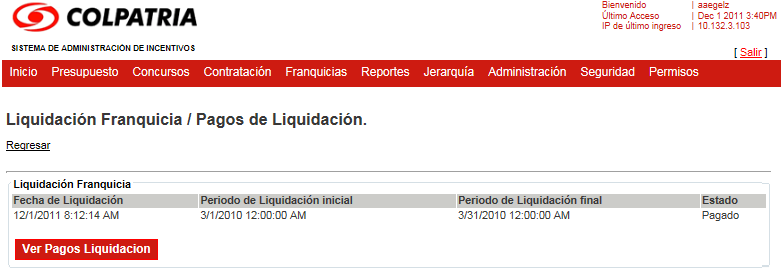 COLPATRIA
Bienvenido | aaegelz
Último Acceso | Dec 1 2011 3:40PM
IP de último ingreso | 10.132.3.103
SISTEMA DE ADMINISTRACIÓN DE INCENTIVOS
[ Salir ]
Inicio Presupuesto Concursos Contratación Franquicias Reportes Jerarquía Administración Seguridad Permisos
Liquidación Franquicia / Pagos de Liquidación.
Regresar
Liquidación Franquicia
Fecha de Liquidación Periodo de Liquidación inicial Periodo de Liquidación final Estado
12/1/2011 8:12:14 AM 3/1/2010 12:00:00 AM 3/31/2010 12:00:00 AM Pagado
Ver Pagos Liquidacion